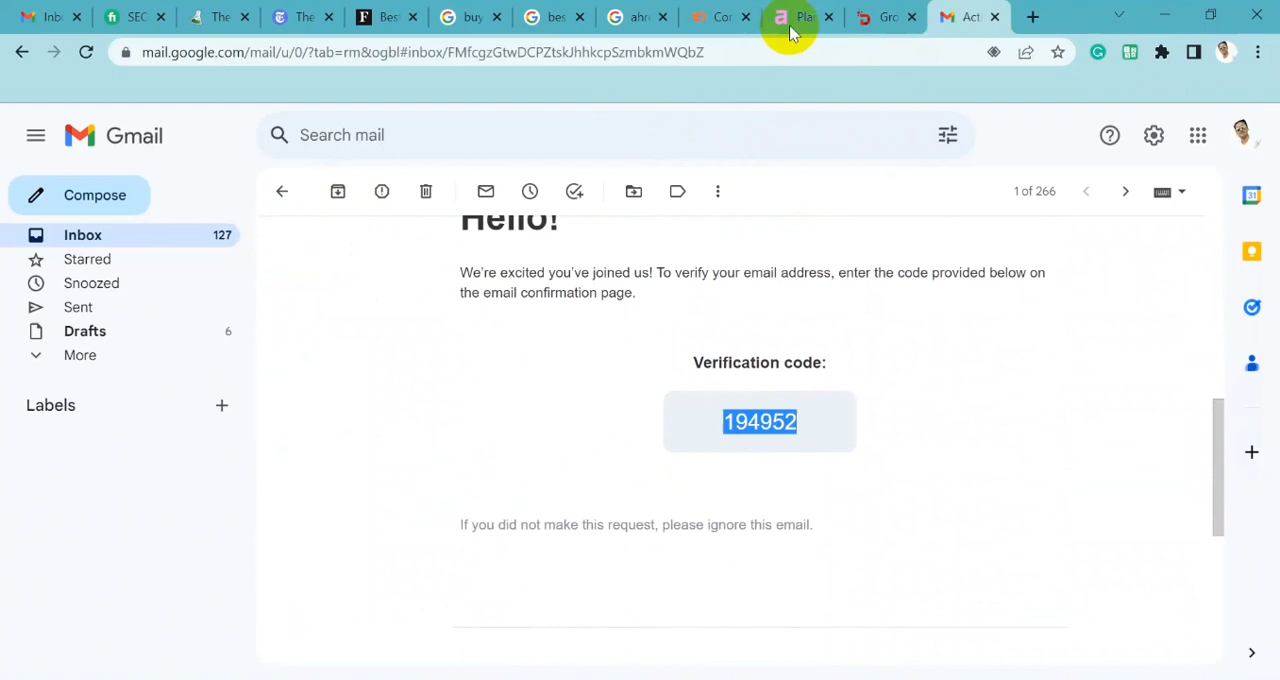 Inb
SEC
The
The
Bes
buy
bes
ahr
Cor
Pla
Gro
Act
mail.google.com/mail/u/0/?tab=rm&ogbl#inbox/FMfcgzGtwDCPZtskJhhkcpSzmbkmWQbZ
Gmail
Search mail
Compose
1 of 266
Inbox 127
Starred
Snoozed
Sent
Drafts 6
More
Labels
Hello!
We're excited you've joined us! To verify your email address, enter the code provided below on
the email confirmation page.
Verification code:
194952
If you did not make this request, please ignore this email.